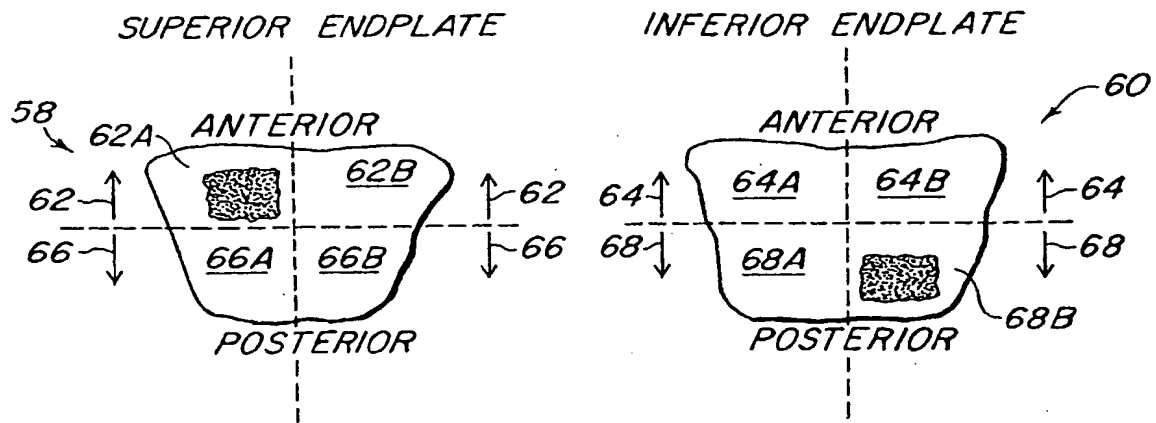 SUPERIOR ENDPLATE
58
62A
ANTERIOR
62B
62
62
66
66
66A
66B
POSTERIOR
INFERIOR ENDPLATE
60
ANTERIOR
64A
64B
64
64
68
68
68A
68B
POSTERIOR